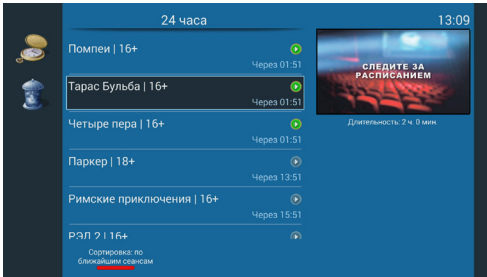 24 часа
13:09
Помпеи | 16+
Через 01:51
Тарас Бульба | 16+
Через 01:51
Четыре пера | 16+
Через 01:51
Паркер | 18+
Через 13:51
Римские приключения | 16+
Через 15:51
РЭД 2 | 16+
Сортировка: по
ближайшим сеансам
СЛЕДИТЕ ЗА
РАСПИСАНИЕМ
Длительность: 2 ч. 0 мин.